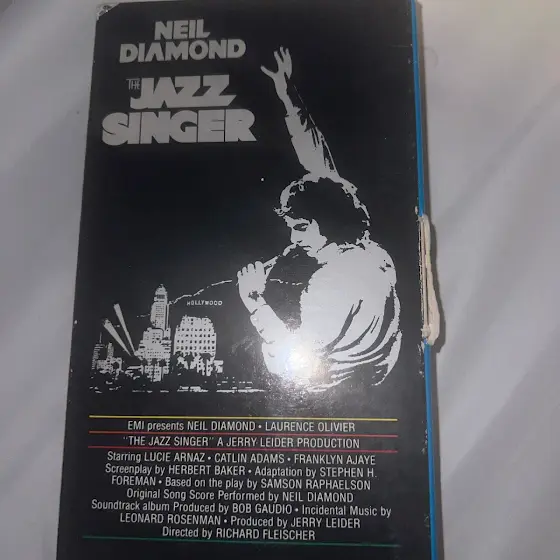 NEIL
DIAMOND
THE
JAZZ
SINGER
HOLLYWOOD
EMI presents NEIL DIAMOND • LAURENCE OLIVIER
"THE JAZZ SINGER" A JERRY LEIDER PRODUCTION
Starring LUCIE ARNAZ • CATLIN ADAMS • FRANKLYN AJAYE
Screenplay by HERBERT BAKER • Adaptation by STEPHEN H.
FOREMAN • Based on the play by SAMSON RAPHAELSON
Original Song Score Performed by NEIL DIAMOND
Soundtrack album Produced by BOB GAUDIO • Incidental Music by
LEONARD ROSENMAN • Produced by JERRY LEIDER
Directed by RICHARD FLEISCHER